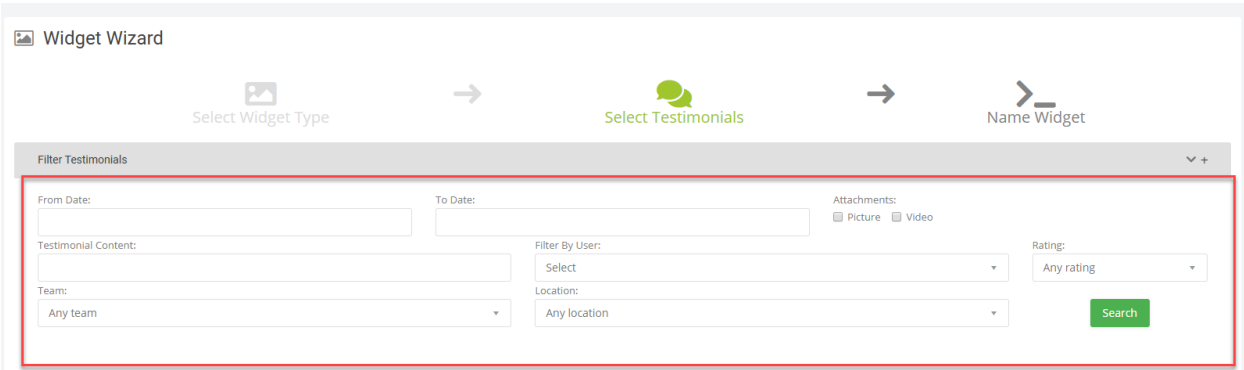 Widget Wizard
Select Widget Type
Select Testimonials
Name Widget
Filter Testimonials
From Date:
To Date:
Attachments:
Picture
Video
Testimonial Content:
Filter By User:
Rating:
Select
Any rating
Team:
Location:
Any team
Any location
Search